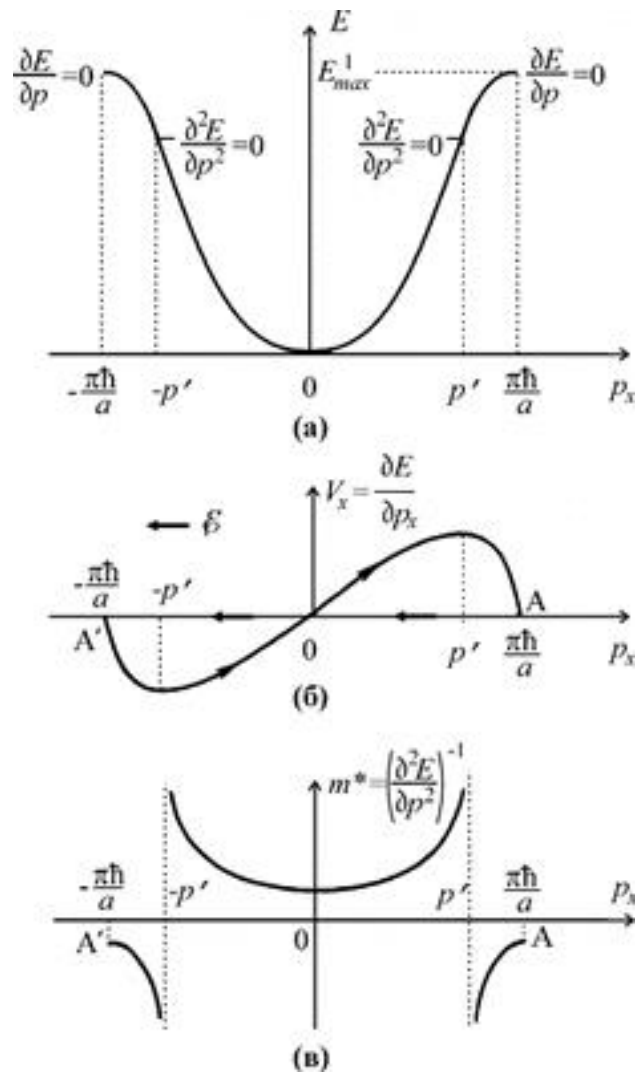 E
∂E/∂p=0
E¹max
∂E/∂p=0
∂²E/∂p²=0
∂²E/∂p²=0
-πħ/a
-p′
0
p′
πħ/a
pₓ
(а)
Vₓ=∂E/∂pₓ
ℰ
-πħ/a
-p′
A′
A
0
p′
πħ/a
pₓ
(б)
m*=(∂²E/∂p²)⁻¹
-πħ/a
-p′
p′
πħ/a
pₓ
A′
0
A
(в)